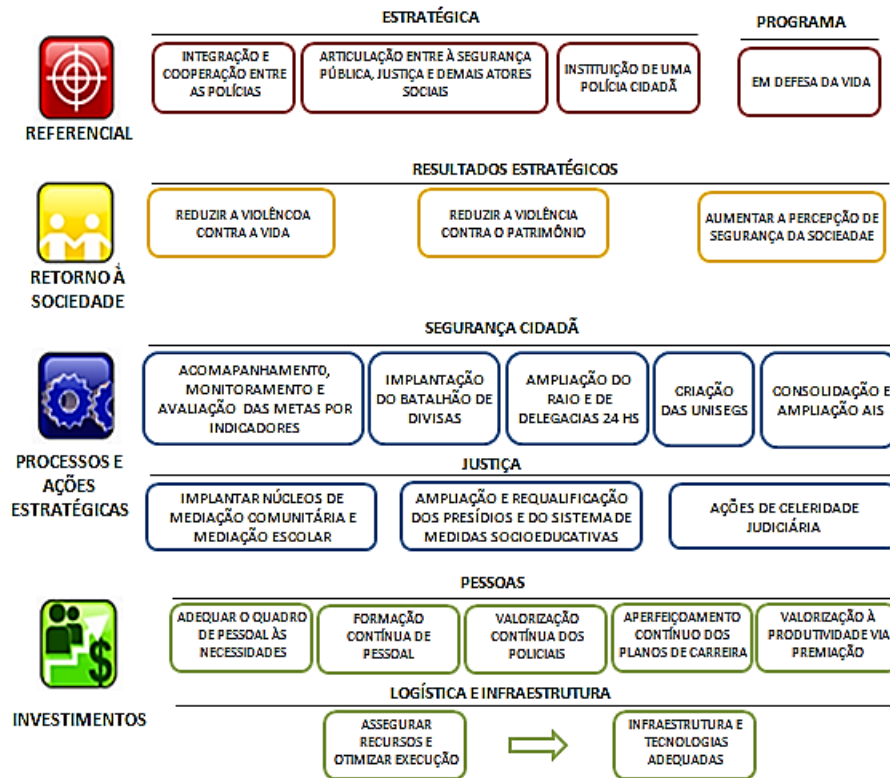 ESTRATÉGICA
PROGRAMA
INTEGRAÇÃO E
COOPERAÇÃO ENTRE
AS POLÍCIAS
ARTICULAÇÃO ENTRE À SEGURANÇA
PÚBLICA, JUSTIÇA E DEMAIS ATORES
SOCIAIS
INSTITUIÇÃO DE UMA
POLÍCIA CIDADÃ
EM DEFESA DA VIDA
REFERENCIAL
RESULTADOS ESTRATÉGICOS
REDUZIR A VIOLÊNCOA
CONTRA A VIDA
REDUZIR A VIOLÊNCIA
CONTRA O PATRIMÔNIO
AUMENTAR A PERCEPÇÃO DE
SEGURANÇA DA SOCIEADAE
RETORNO À
SOCIEDADE
SEGURANÇA CIDADÃ
ACOMAPANHAMENTO,
MONITORAMENTO E
AVALIAÇÃO DAS METAS POR
INDICADORES
IMPLANTAÇÃO
DO BATALHÃO DE
DIVISAS
AMPLIAÇÃO DO
RAIO E DE
DELEGACIAS 24 HS
CRIAÇÃO
DAS UNISEGS
CONSOLIDAÇÃO E
AMPLIAÇÃO AIS
PROCESSOS E
AÇÕES
ESTRATÉGICAS
JUSTIÇA
IMPLANTAR NÚCLEOS DE
MEDIAÇÃO COMUNITÁRIA E
MEDIAÇÃO ESCOLAR
AMPLIAÇÃO E REQUALIFICAÇÃO
DOS PRESÍDIOS E DO SISTEMA DE
MEDIDAS SOCIOEDUCATIVAS
AÇÕES DE CELERIDADE
JUDICIÁRIA
PESSOAS
ADEQUAR O QUADRO
DE PESSOAL ÀS
NECESSIDADES
FORMAÇÃO
CONTÍNUA DE
PESSOAL
VALORIZAÇÃO
CONTÍNUA DOS
POLICIAIS
APERFEIÇOAMENTO
CONTÍNUO DOS
PLANOS DE CARREIRA
VALORIZAÇÃO À
PRODUTIVIDADE VIA
PREMIAÇÃO
$
INVESTIMENTOS
LOGÍSTICA E INFRAESTRUTURA
ASSEGURAR
RECURSOS E
OTIMIZAR EXECUÇÃO
INFRAESTRUTURA E
TECNOLOGIAS
ADEQUADAS